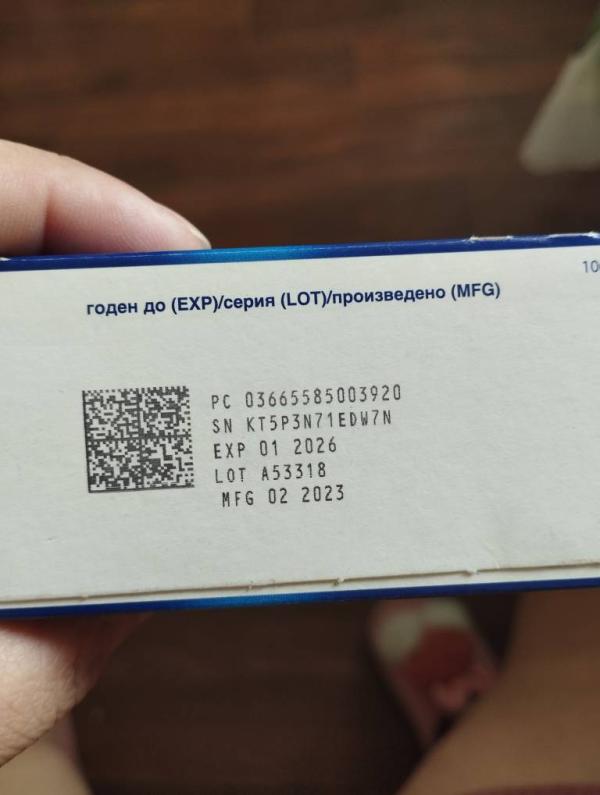 годен до (EXP)/серия (LOT)/произведено (MFG)
PC 03665585003920
SN KT5P3N71EDW7N
EXP 01 2026
LOT A53318
MFG 02 2023